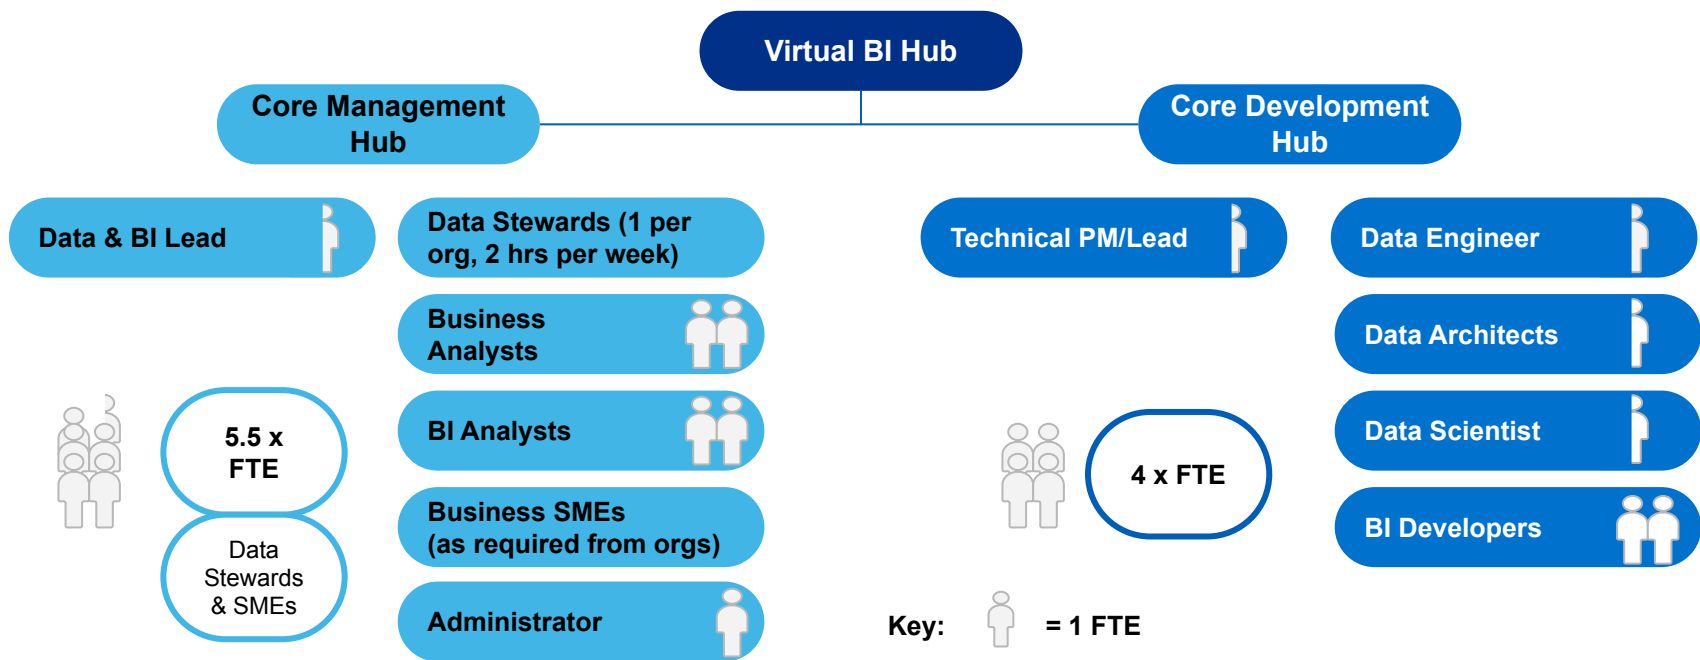 Virtual BI Hub
Core Management
Hub
Core Development
Hub
Data & BI Lead
Data Stewards (1 per
org, 2 hrs per week)
Business
Analysts
BI Analysts
Business SMEs
(as required from orgs)
Administrator
5.5 x
FTE
Data
Stewards
& SMEs
Technical PM/Lead
Data Engineer
Data Architects
Data Scientist
BI Developers
4 x FTE
Key:
= 1 FTE